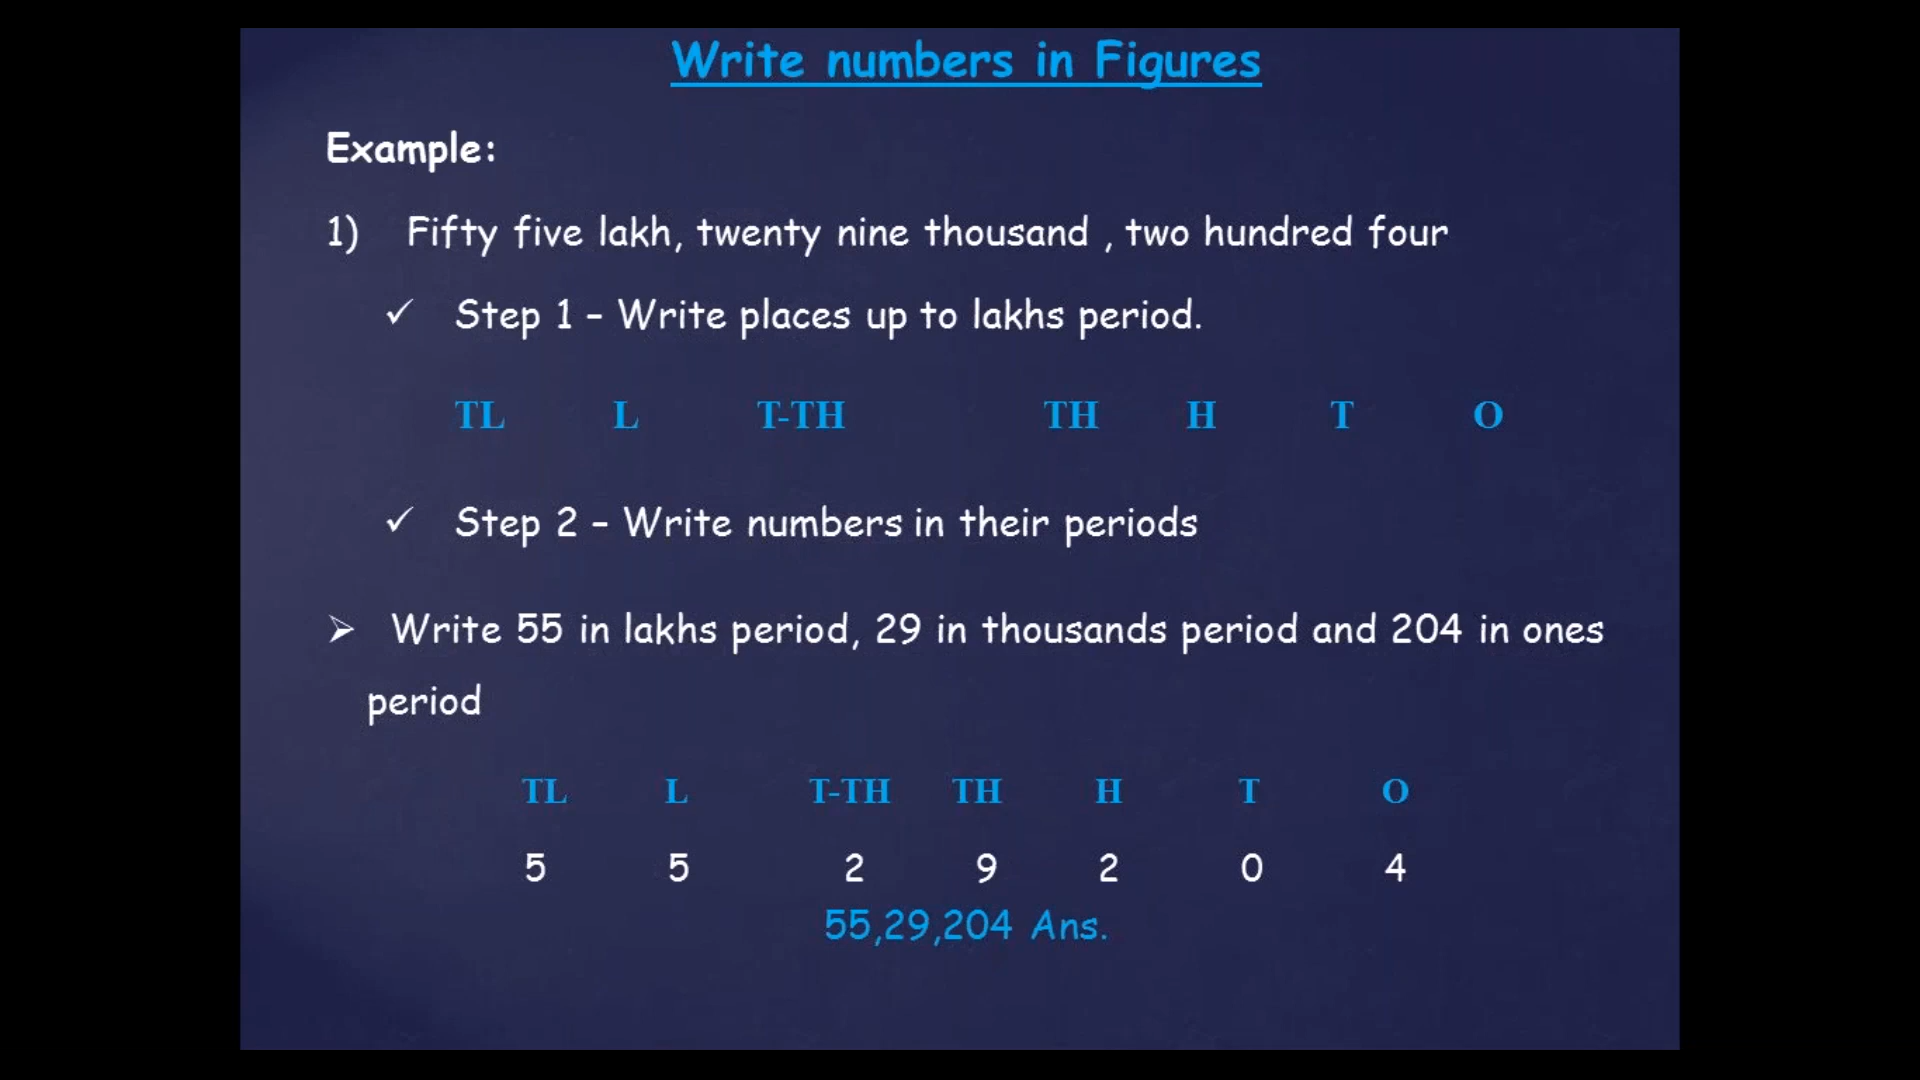 Write numbers in Figures
Example:
1) Fifty five lakh, twenty nine thousand , two hundred four
✓ Step 1 – Write places up to lakhs period.
TL L T-TH TH H T O
✓ Step 2 – Write numbers in their periods
➢ Write 55 in lakhs period, 29 in thousands period and 204 in ones
period
TL L T-TH TH H T O
5 5 2 9 2 0 4
55,29,204 Ans.